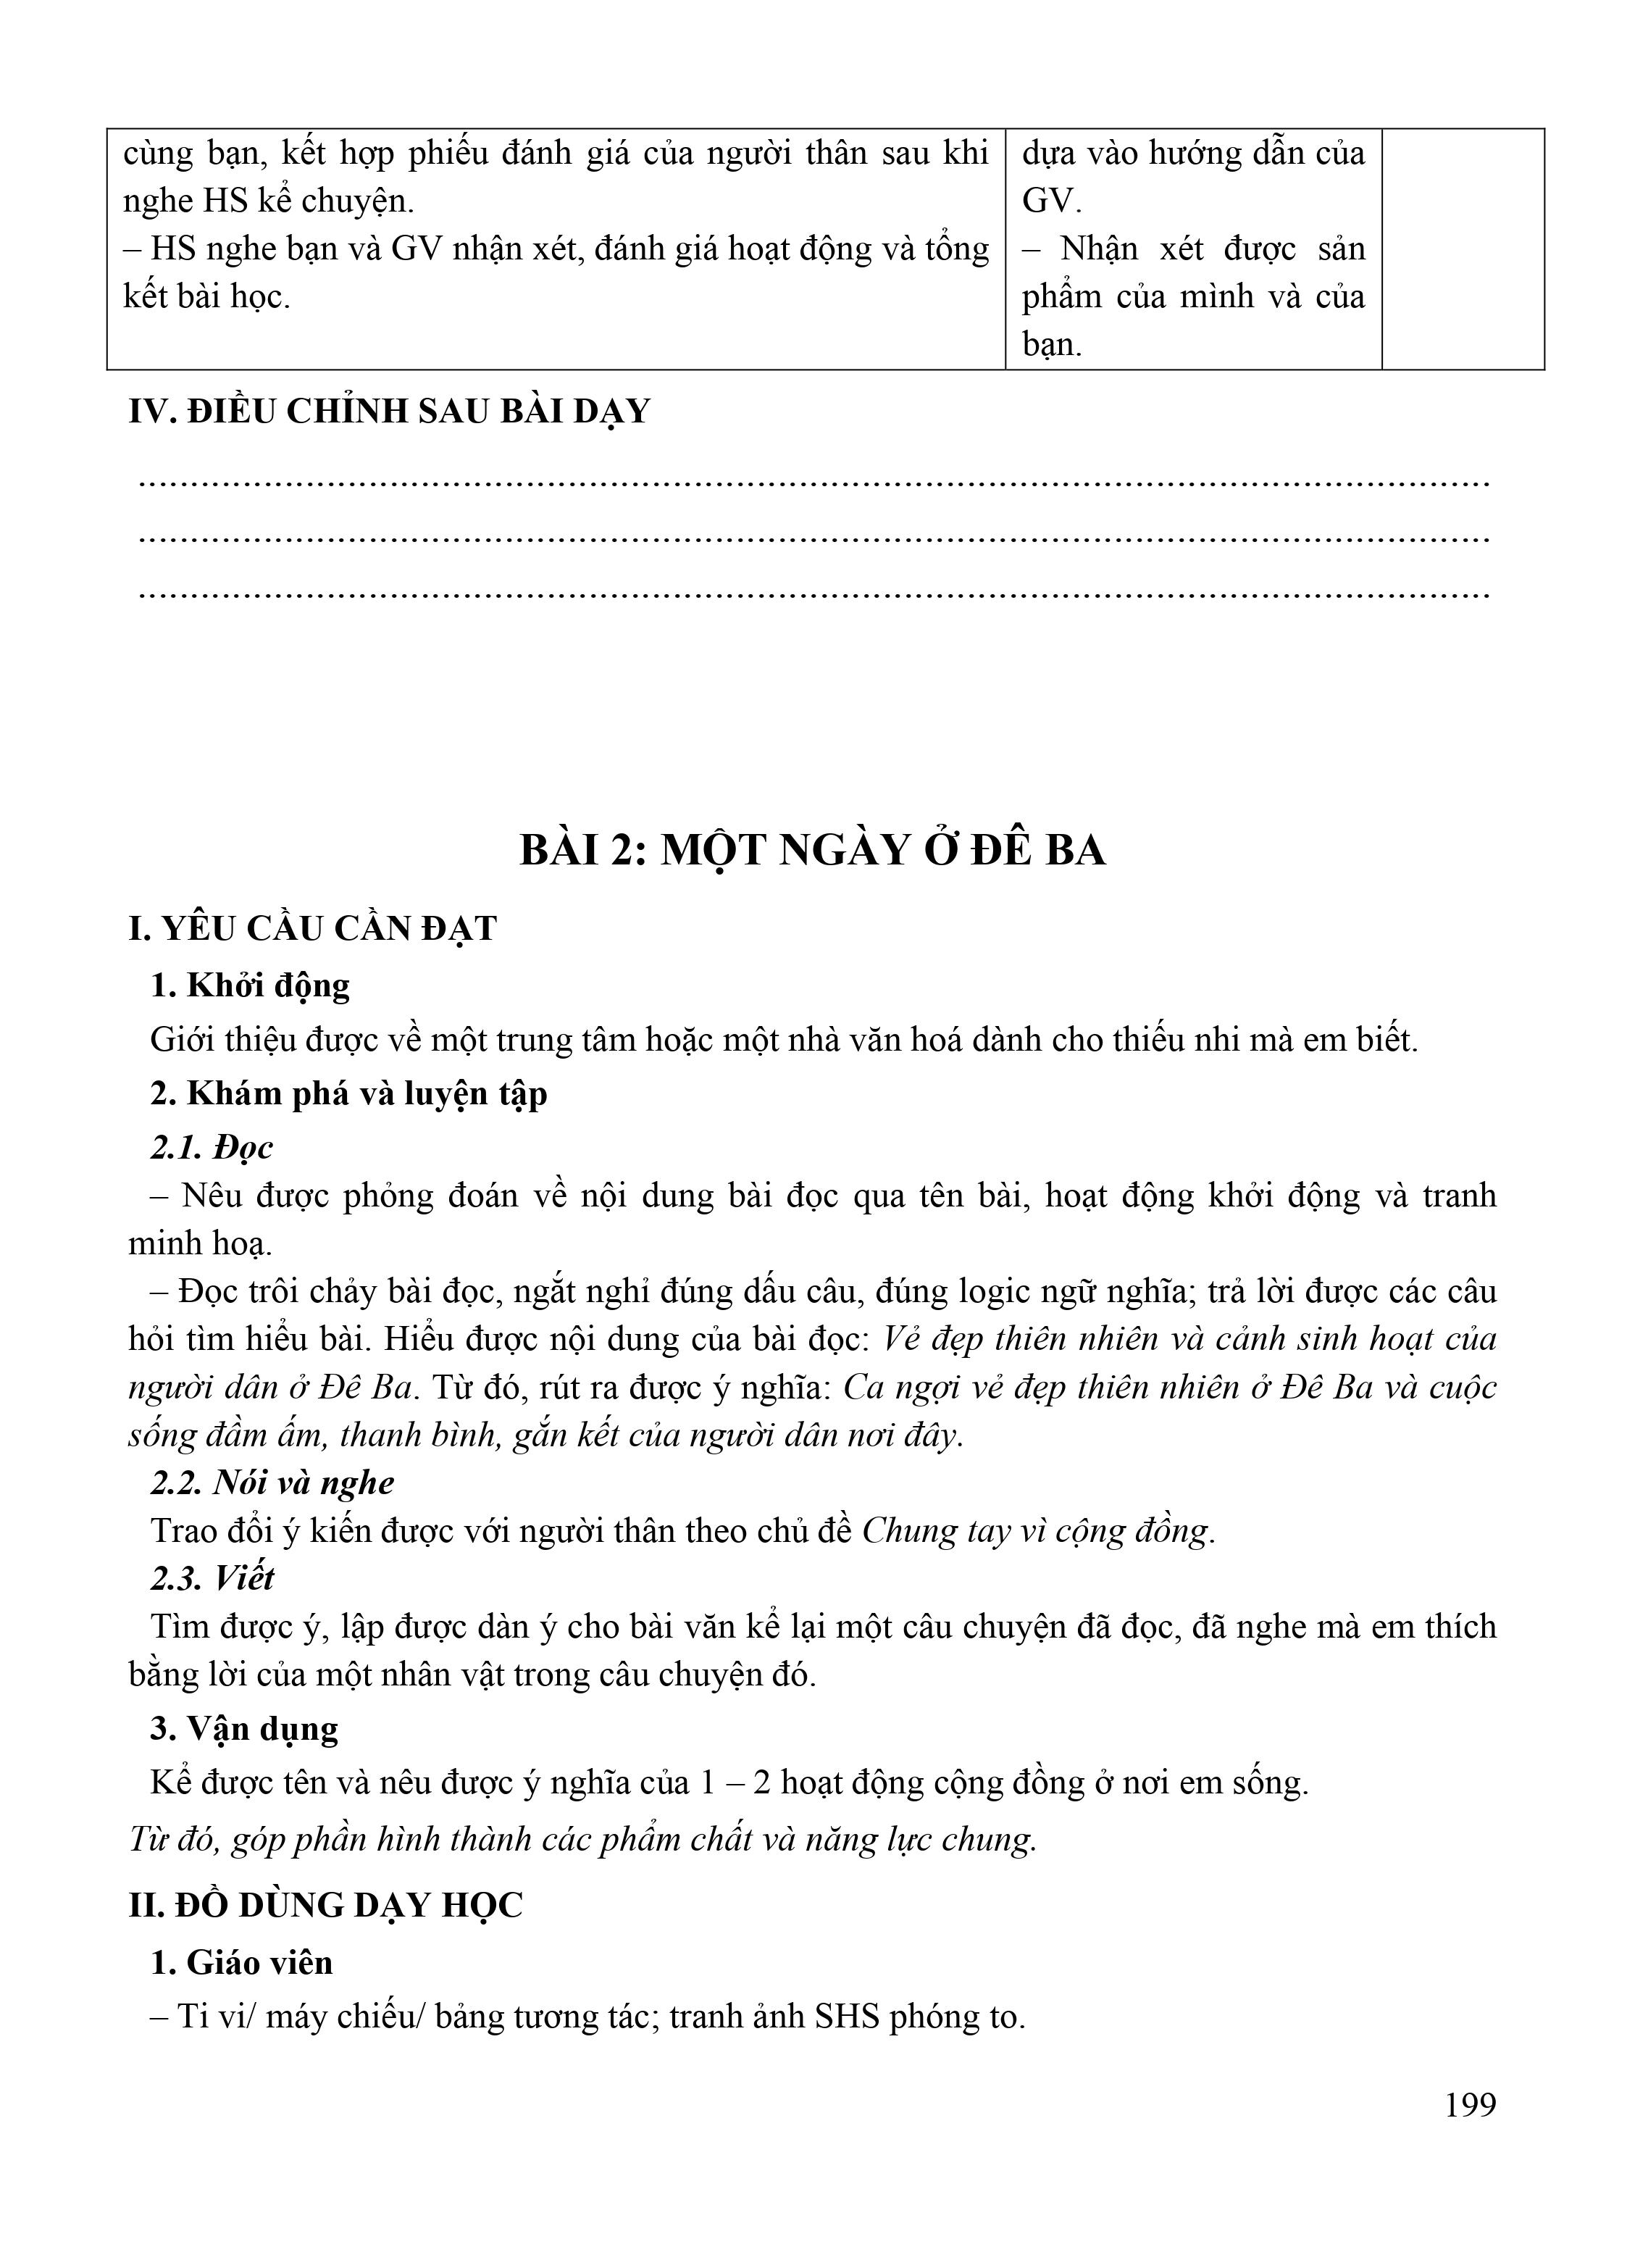 cùng bạn, kết hợp phiếu đánh giá của người thân sau khi
nghe HS kể chuyện.
– HS nghe bạn và GV nhận xét, đánh giá hoạt động và tổng
kết bài học.
dựa vào hướng dẫn của
GV.
– Nhận xét được sản
phẩm của mình và của
bạn.
IV. ĐIỀU CHỈNH SAU BÀI DẠY
....................................................................................................................................
....................................................................................................................................
....................................................................................................................................
BÀI 2: MỘT NGÀY Ở ĐÊ BA
I. YÊU CẦU CẦN ĐẠT
1. Khởi động
Giới thiệu được về một trung tâm hoặc một nhà văn hoá dành cho thiếu nhi mà em biết.
2. Khám phá và luyện tập
2.1. Đọc
– Nêu được phỏng đoán về nội dung bài đọc qua tên bài, hoạt động khởi động và tranh
minh hoạ.
– Đọc trôi chảy bài đọc, ngắt nghỉ đúng dấu câu, đúng logic ngữ nghĩa; trả lời được các câu
hỏi tìm hiểu bài. Hiểu được nội dung của bài đọc: Vẻ đẹp thiên nhiên và cảnh sinh hoạt của
người dân ở Đê Ba. Từ đó, rút ra được ý nghĩa: Ca ngợi vẻ đẹp thiên nhiên ở Đê Ba và cuộc
sống đầm ấm, thanh bình, gắn kết của người dân nơi đây.
2.2. Nói và nghe
Trao đổi ý kiến được với người thân theo chủ đề Chung tay vì cộng đồng.
2.3. Viết
Tìm được ý, lập được dàn ý cho bài văn kể lại một câu chuyện đã đọc, đã nghe mà em thích
bằng lời của một nhân vật trong câu chuyện đó.
3. Vận dụng
Kể được tên và nêu được ý nghĩa của 1 – 2 hoạt động cộng đồng ở nơi em sống.
Từ đó, góp phần hình thành các phẩm chất và năng lực chung.
II. ĐỒ DÙNG DẠY HỌC
1. Giáo viên
– Ti vi/ máy chiếu/ bảng tương tác; tranh ảnh SHS phóng to.
199